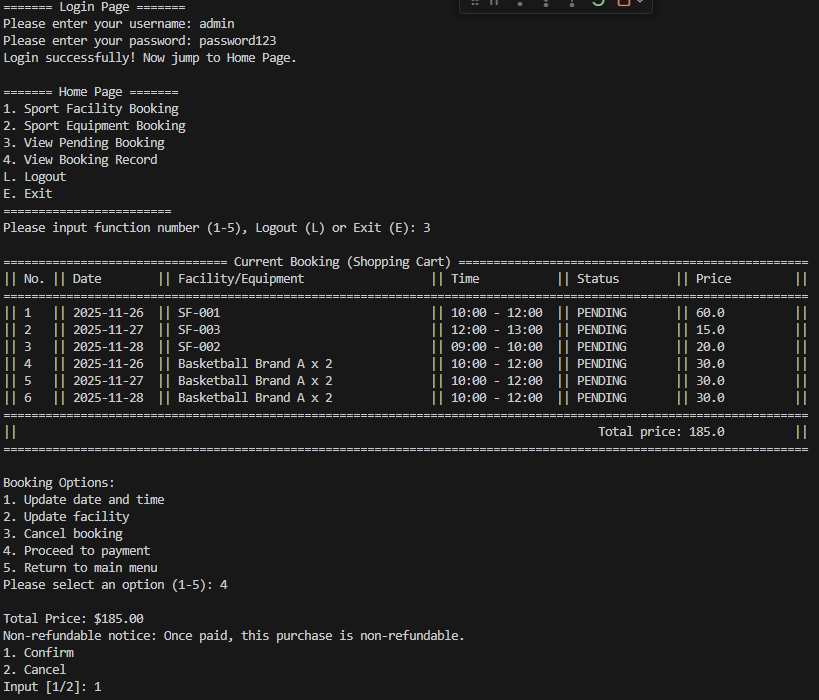 ======= Login Page =======
Please enter your username: admin
Please enter your password: password123
Login successfully! Now jump to Home Page.
======= Home Page =======
1. Sport Facility Booking
2. Sport Equipment Booking
3. View Pending Booking
4. View Booking Record
L. Logout
E. Exit
========================
Please input function number (1-5), Logout (L) or Exit (E): 3
================================ Current Booking (Shopping Cart) ==================================================
|| No. || Date || Facility/Equipment || Time || Status || Price ||
===================================================================================================================
|| 1 || 2025-11-26 || SF-001 || 10:00 - 12:00 || PENDING || 60.0 ||
|| 2 || 2025-11-27 || SF-003 || 12:00 - 13:00 || PENDING || 15.0 ||
|| 3 || 2025-11-28 || SF-002 || 09:00 - 10:00 || PENDING || 20.0 ||
|| 4 || 2025-11-26 || Basketball Brand A x 2 || 10:00 - 12:00 || PENDING || 30.0 ||
|| 5 || 2025-11-27 || Basketball Brand A x 2 || 10:00 - 12:00 || PENDING || 30.0 ||
|| 6 || 2025-11-28 || Basketball Brand A x 2 || 10:00 - 12:00 || PENDING || 30.0 ||
===================================================================================================================
|| Total price: 185.0 ||
===================================================================================================================
Booking Options:
1. Update date and time
2. Update facility
3. Cancel booking
4. Proceed to payment
5. Return to main menu
Please select an option (1-5): 4
Total Price: $185.00
Non-refundable notice: Once paid, this purchase is non-refundable.
1. Confirm
2. Cancel
Input [1/2]: 1